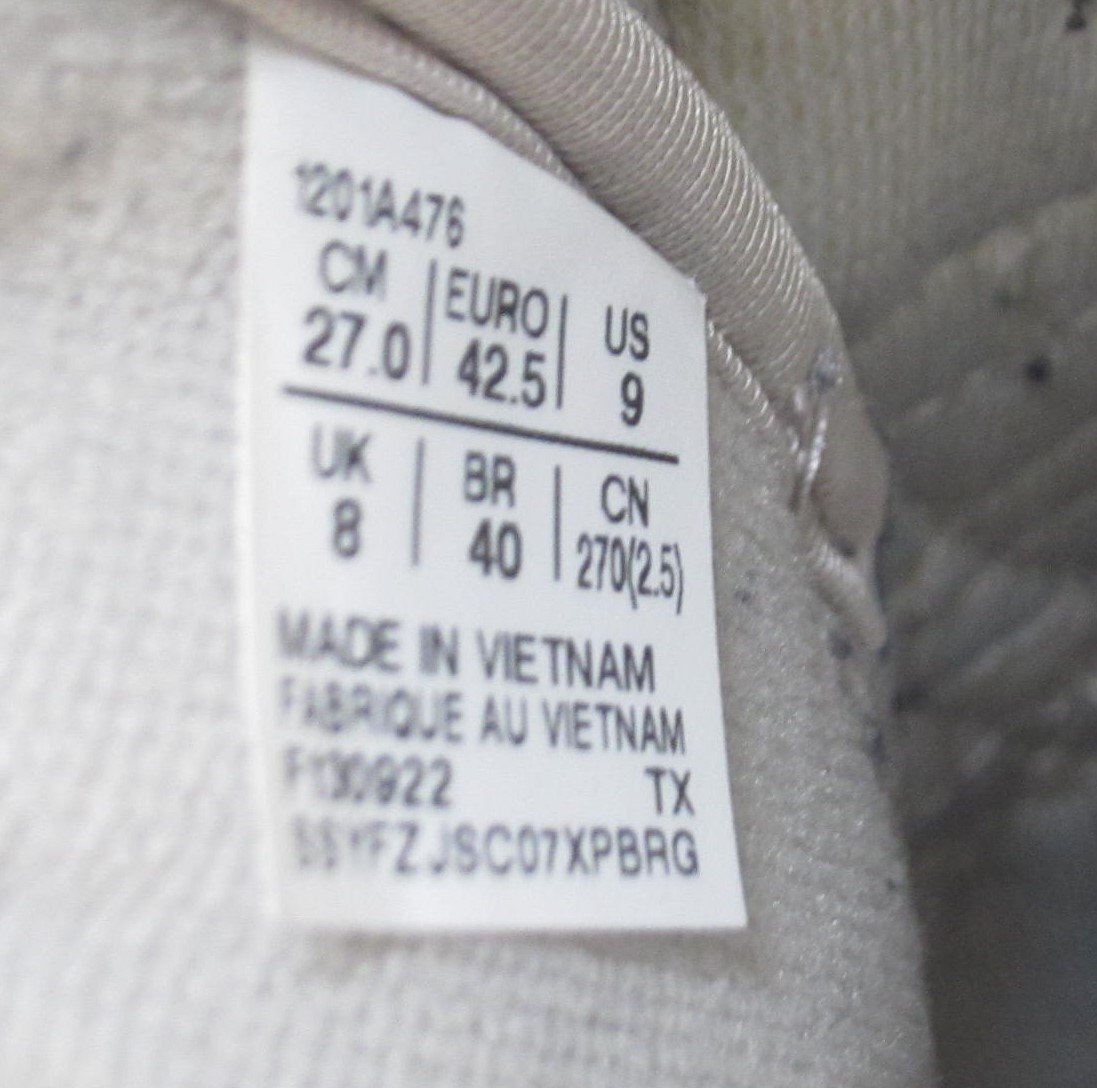 1201A476
CM | EURO | US
27.0 | 42.5 | 9
UK | BR | CN
8 | 40 | 270(2.5)
MADE IN VIETNAM
FABRIQUE AU VIETNAM
F130922 TX